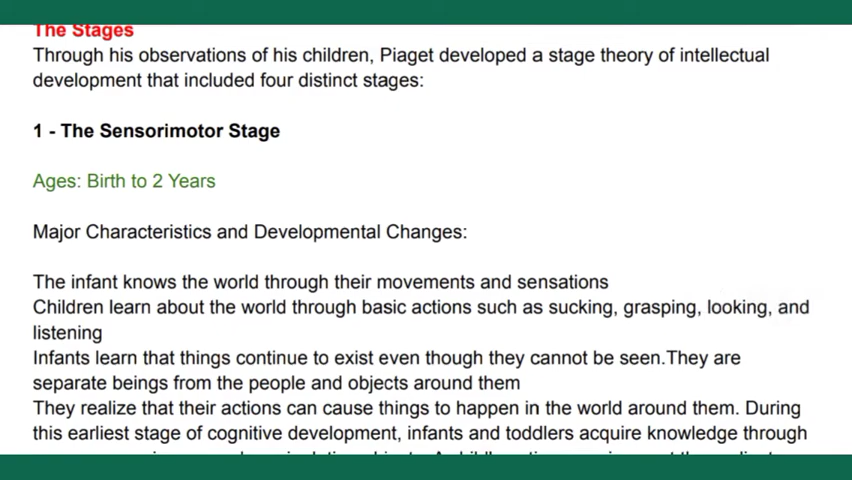 The Stages
Through his observations of his children, Piaget developed a stage theory of intellectual
development that included four distinct stages:
1 - The Sensorimotor Stage
Ages: Birth to 2 Years
Major Characteristics and Developmental Changes:
The infant knows the world through their movements and sensations
Children learn about the world through basic actions such as sucking, grasping, looking, and
listening
Infants learn that things continue to exist even though they cannot be seen.They are
separate beings from the people and objects around them
They realize that their actions can cause things to happen in the world around them. During
this earliest stage of cognitive development, infants and toddlers acquire knowledge through